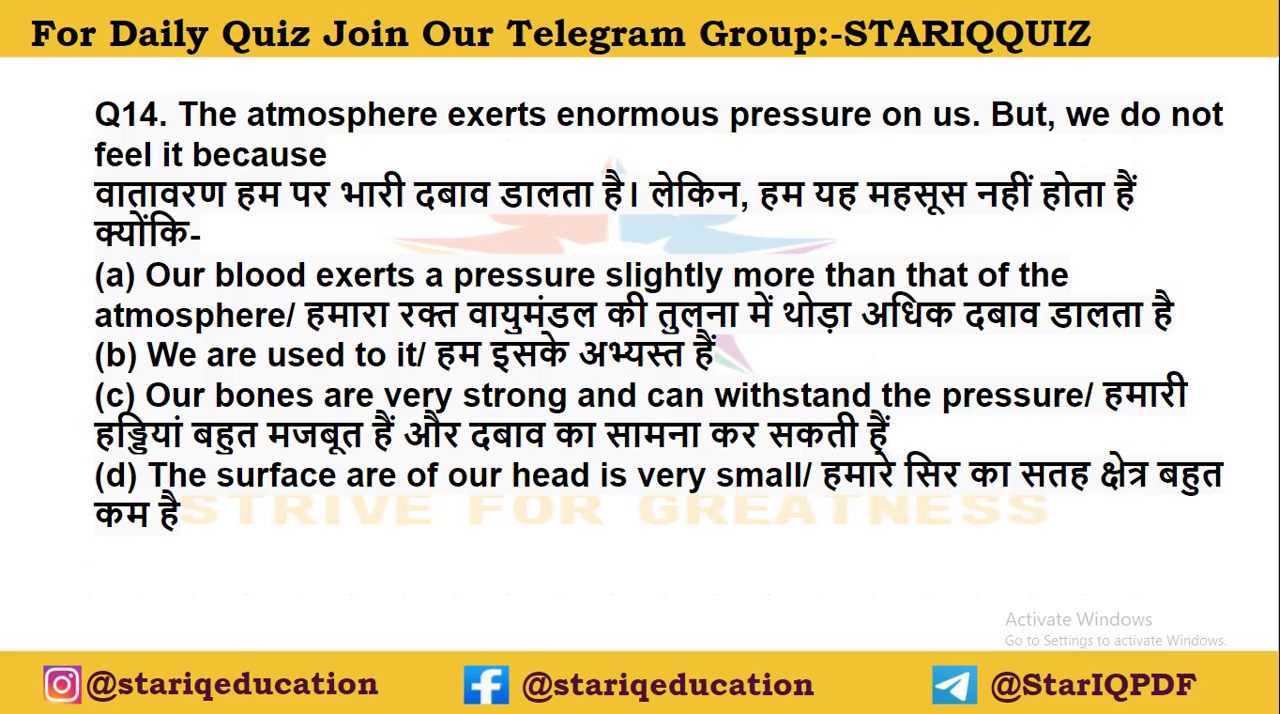 For Daily Quiz Join Our Telegram Group:-STARIQQUIZ
Q14. The atmosphere exerts enormous pressure on us. But, we do not
feel it because
वातावरण हम पर भारी दबाव डालता है। लेकिन, हम यह महसूस नहीं होता हैं
क्योंकि-
(a) Our blood exerts a pressure slightly more than that of the
atmosphere/ हमारा रक्त वायुमंडल की तुलना में थोड़ा अधिक दबाव डालता है
(b) We are used to it/ हम इसके अभ्यस्त हैं
(c) Our bones are very strong and can withstand the pressure/ हमारी
हड्डियां बहुत मजबूत हैं और दबाव का सामना कर सकती हैं
(d) The surface are of our head is very small/ हमारे सिर का सतह क्षेत्र बहुत
कम है
STRIVE FOR GREATNESS
Activate Windows
Go to Settings to activate Windows.
@stariqeducation
@stariqeducation
@StarIQPDF